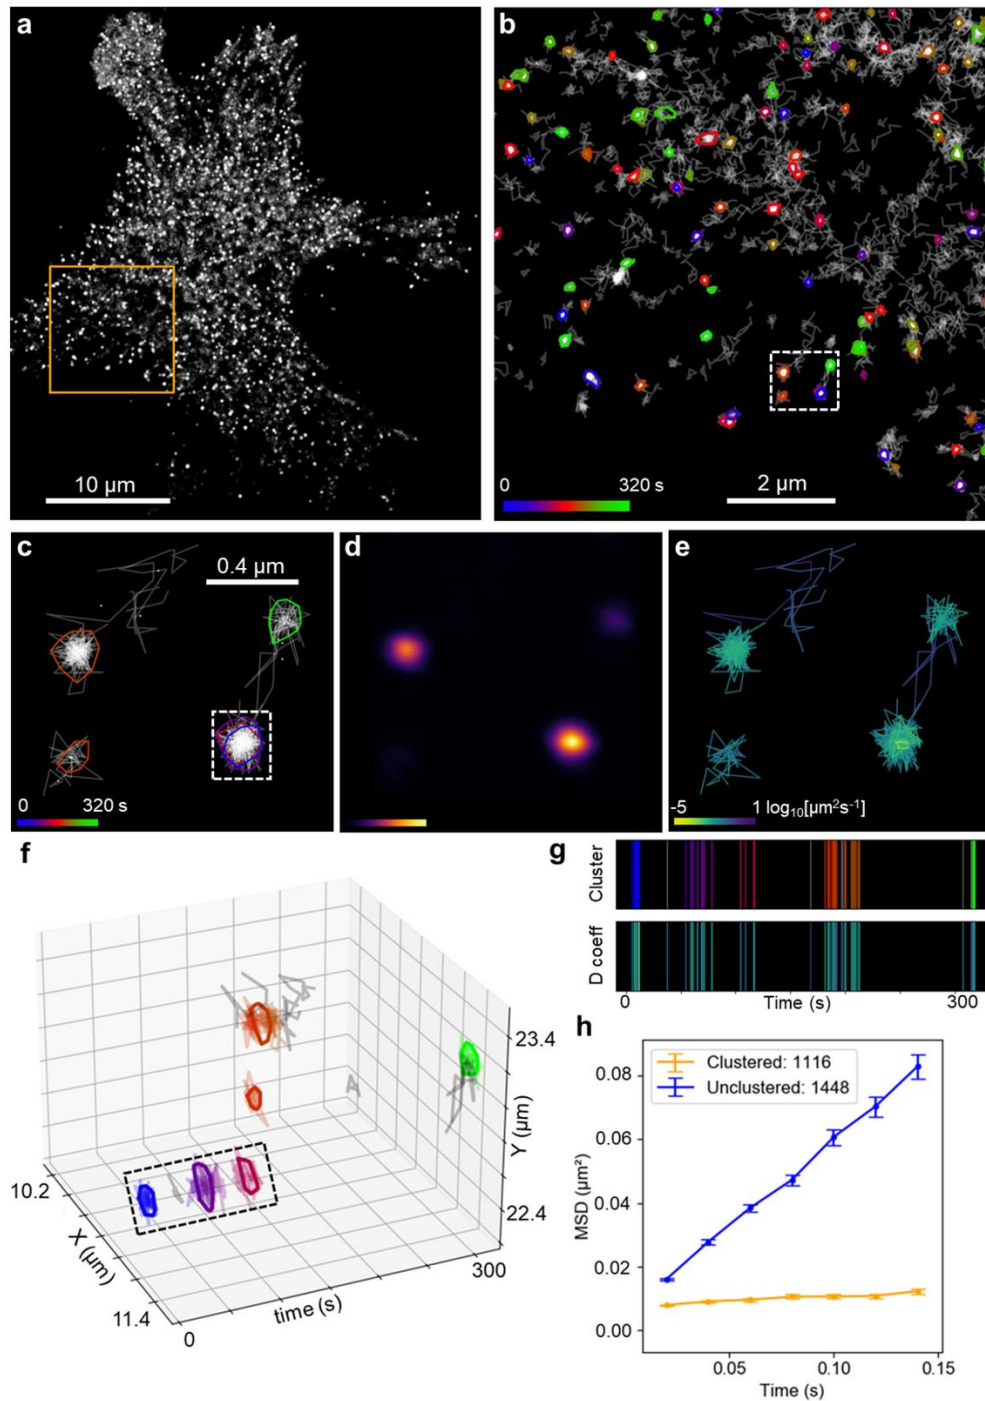 a
10 µm
b
0 320 s
2 µm
c
0.4 µm
0 320 s
d
e
-5 1 log10[µm²s⁻¹]
f
10.2
X (µm)
11.4
0
time (s)
300
22.4
Y (µm)
23.4
g
Cluster
D coeff
0 Time (s) 300
h
Clustered: 1116
Unclustered: 1448
0.08
0.06
0.04
0.02
0.00
MSD (µm²)
0.05 0.10 0.15
Time (s)